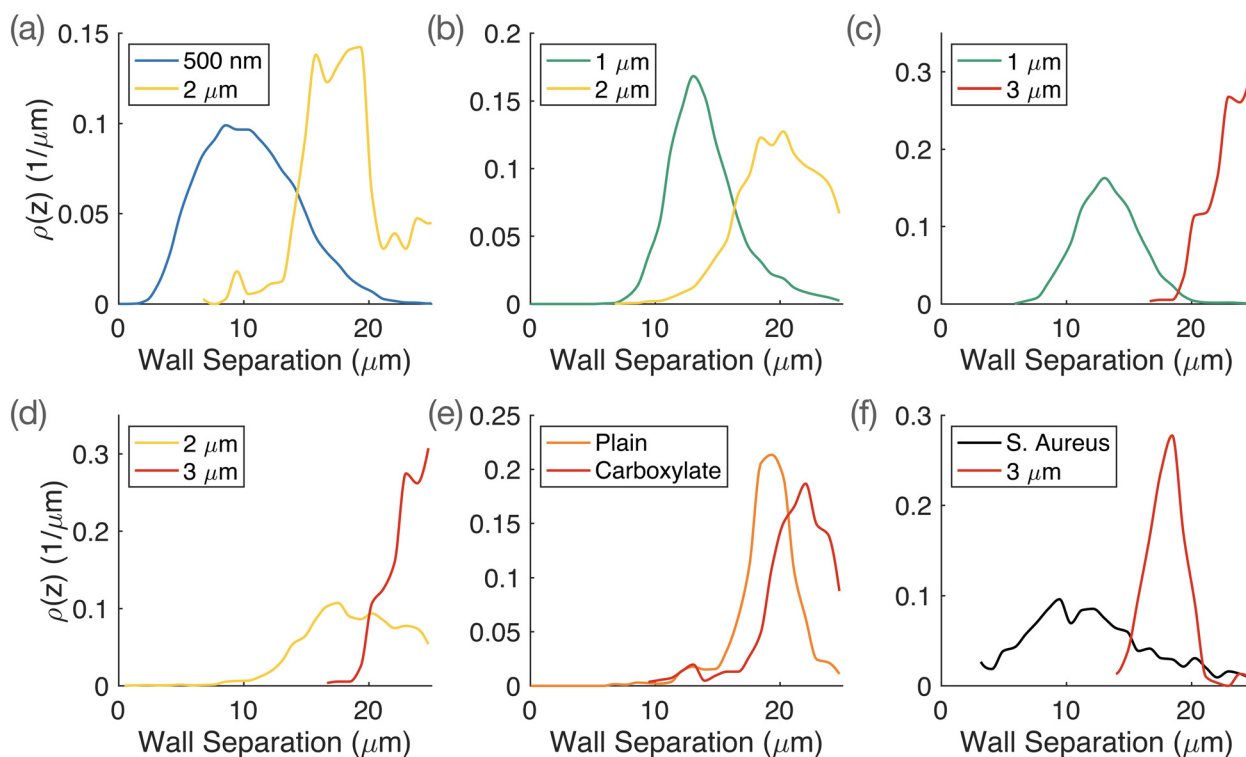 (a)
0.15
0.1
0.05
0
500 nm
2 μm
ρ(z) (1/μm)
0 10 20
Wall Separation (μm)
(b)
0.2
0.15
0.1
0.05
0
1 μm
2 μm
0 10 20
Wall Separation (μm)
(c)
0.3
0.2
0.1
0
1 μm
3 μm
0 10 20
Wall Separation (μm)
(d)
0.3
0.2
0.1
0
2 μm
3 μm
ρ(z) (1/μm)
0 10 20
Wall Separation (μm)
(e)
0.25
0.2
0.15
0.1
0.05
0
Plain
Carboxylate
0 10 20
Wall Separation (μm)
(f)
0.3
0.2
0.1
0
S. Aureus
3 μm
0 10 20
Wall Separation (μm)